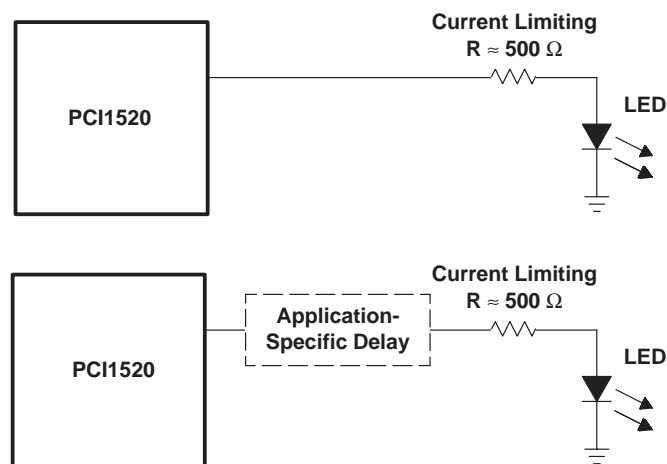 Current Limiting
R ≈ 500 Ω
PCI1520
LED
Current Limiting
R ≈ 500 Ω
Application-
Specific Delay
PCI1520
LED